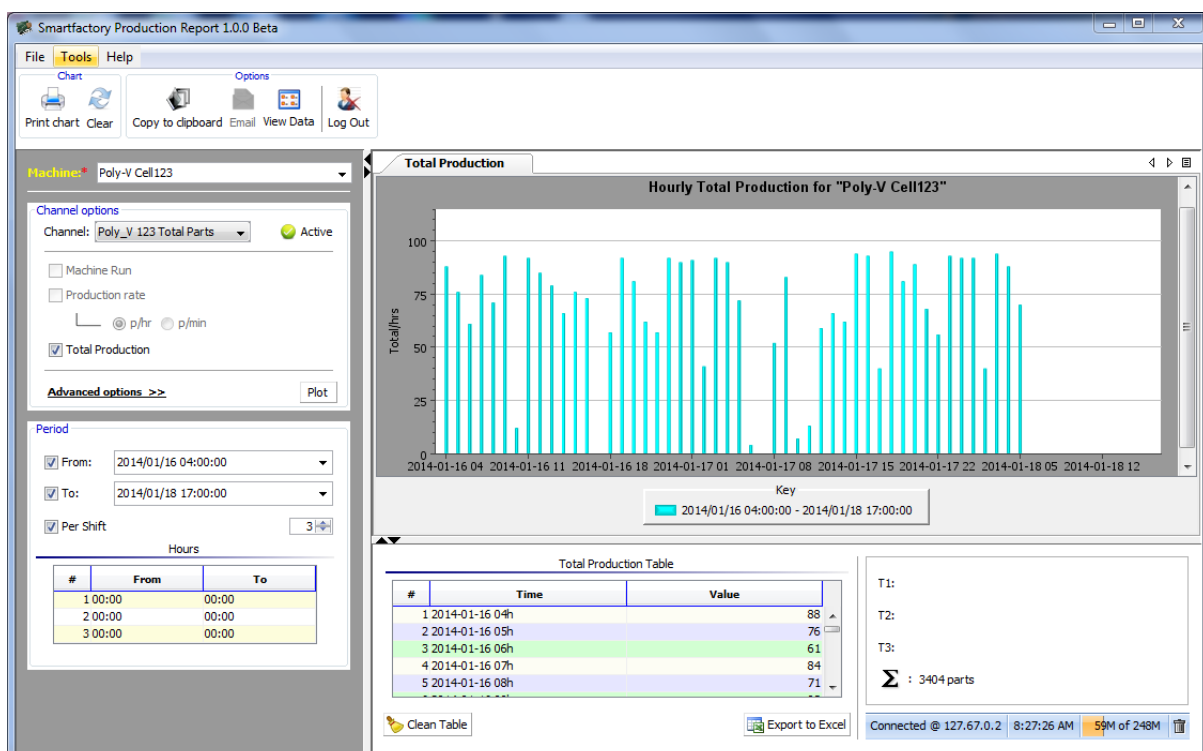 Smartfactory Production Report 1.0.0 Beta
File Tools Help
Chart
Options
Print chart Clear Copy to clipboard Email View Data Log Out
Machine:* Poly-V Cell123
Channel options
Channel: Poly_V 123 Total Parts Active
Machine Run
Production rate
p/hr p/min
Total Production
Advanced options >> Plot
Period
From: 2014/01/16 04:00:00
To: 2014/01/18 17:00:00
Per Shift 3
Hours
# From To
1 00:00 00:00
2 00:00 00:00
3 00:00 00:00
Total Production
Hourly Total Production for "Poly-V Cell123"
Total/hrs
100
75
50
25
0
2014-01-16 04 2014-01-16 11 2014-01-16 18 2014-01-17 01 2014-01-17 08 2014-01-17 15 2014-01-17 22 2014-01-18 05 2014-01-18 12
Key
2014/01/16 04:00:00 - 2014/01/18 17:00:00
Total Production Table
# Time Value
1 2014-01-16 04h 88
2 2014-01-16 05h 76
3 2014-01-16 06h 61
4 2014-01-16 07h 84
5 2014-01-16 08h 71
Clean Table Export to Excel
T1:
T2:
T3:
Σ : 3404 parts
Connected @ 127.67.0.2 8:27:26 AM 59M of 248M